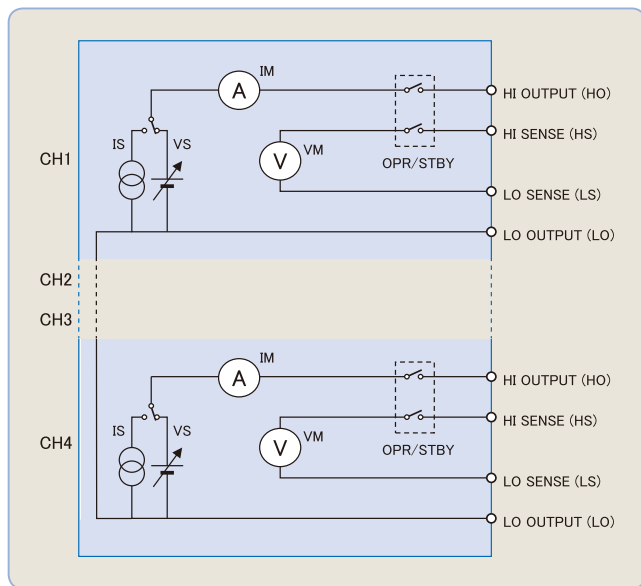 IM
A
HI OUTPUT (HO)
IS
VS
HI SENSE (HS)
CH1
V
VM
OPR/STBY
LO SENSE (LS)
LO OUTPUT (LO)
CH2
CH3
IM
A
HI OUTPUT (HO)
IS
VS
HI SENSE (HS)
CH4
V
VM
OPR/STBY
LO SENSE (LS)
LO OUTPUT (LO)